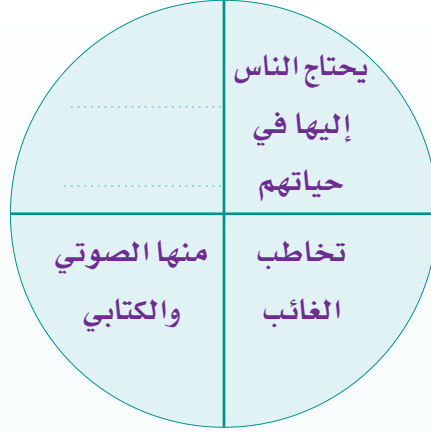 يحتاج الناس
إليها في
حياتهم
......................
......................
تخاطب
الغائب
منها الصوتي
والكتابي